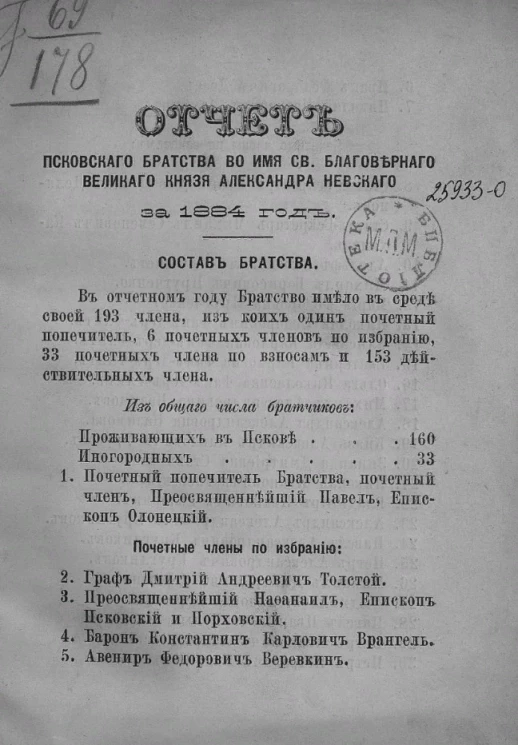 69
178
ОТЧЕТЪ
ПСКОВСКАГО БРАТСТВА ВО ИМЯ СВ. БЛАГОВѢРНАГО
ВЕЛИКАГО КНЯЗЯ АЛЕКСАНДРА НЕВСКАГО
за 1884 годъ.
25933-0
БИБЛIОТЕКА *
М.П.М.
СОСТАВЪ БРАТСТВА.
Въ отчетномъ году Братство имѣло въ средѣ
своей 193 члена, изъ коихъ одинъ почетный
попечитель, 6 почетныхъ членовъ по избранію,
33 почетныхъ члена по взносамъ и 153 дѣй-
ствительныхъ члена.
Изъ общаго числа братчиковъ:
Проживающихъ въ Псковѣ . . . 160
Иногородныхъ . . . . . 33
1. Почетный попечитель Братства, почетный
членъ, Преосвященнѣйшій Павелъ, Епис-
копъ Олонецкій.
Почетные члены по избранію:
2. Графъ Дмитрій Андреевичъ Толстой.
3. Преосвященнѣйшій Наѳанаилъ, Епископъ
Псковскій и Порховскій.
4. Баронъ Константинъ Карловичъ Врангель.
5. Авениръ Федоровичъ Веревкинъ.